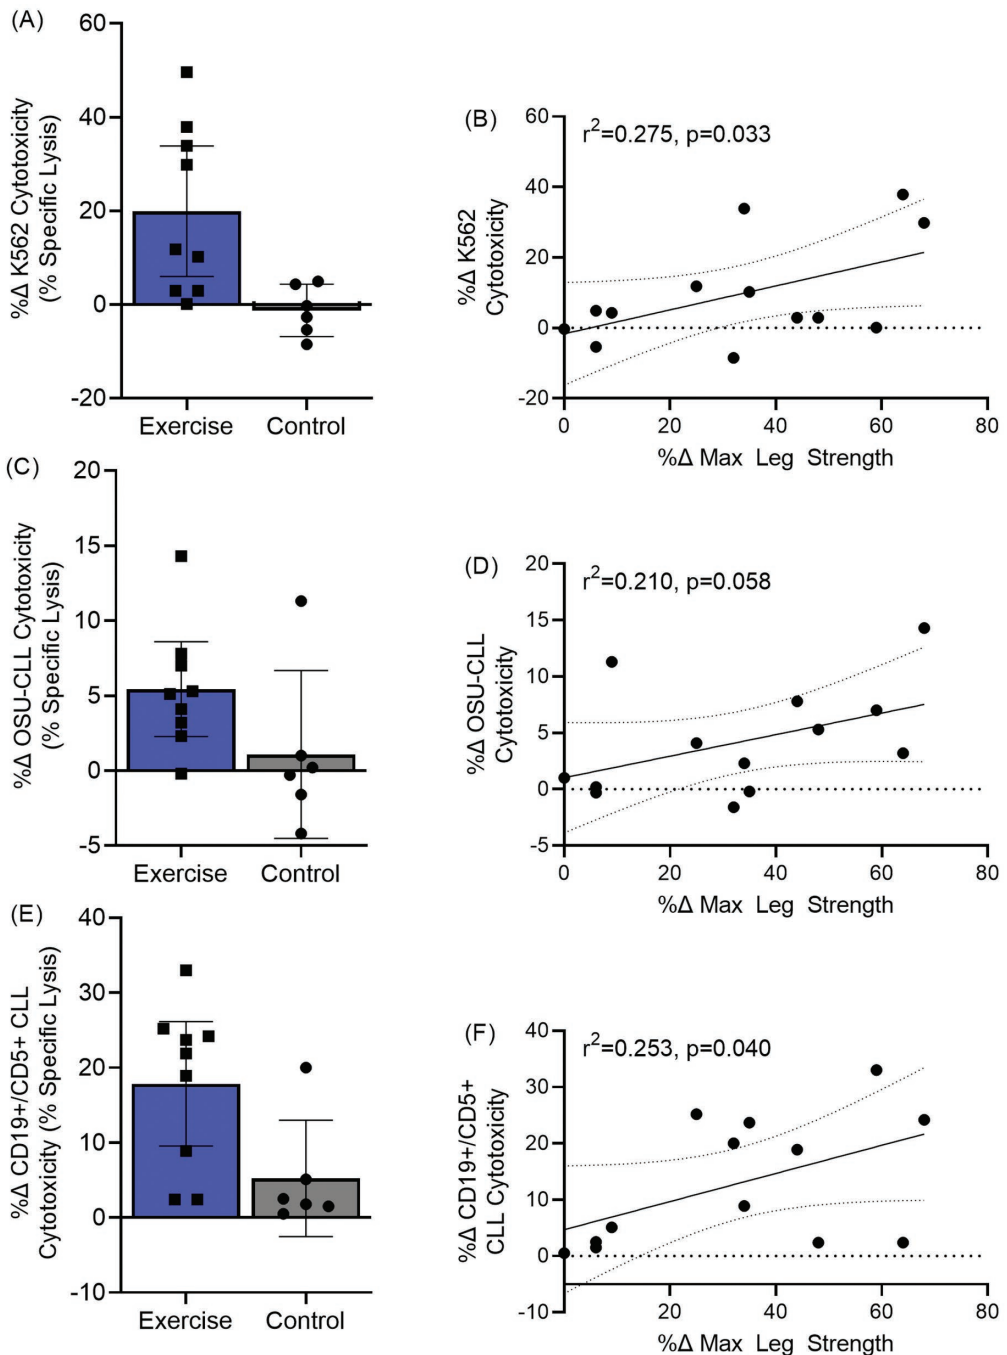 (A)
60
40
20
0
-20
%Δ K562 Cytotoxicity
(% Specific Lysis)
Exercise Control
(B)
60
40
20
0
-20
%Δ K562
Cytotoxicity
r²=0.275, p=0.033
0 20 40 60 80
%Δ Max Leg Strength
(C)
20
15
10
5
0
-5
%Δ OSU-CLL Cytotoxicity
(% Specific Lysis)
Exercise Control
(D)
20
15
10
5
0
-5
%Δ OSU-CLL
Cytotoxicity
r²=0.210, p=0.058
0 20 40 60 80
%Δ Max Leg Strength
(E)
40
30
20
10
0
-10
%Δ CD19+/CD5+ CLL
Cytotoxicity (% Specific Lysis)
Exercise Control
(F)
40
30
20
10
0
-10
%Δ CD19+/CD5+
CLL Cytotoxicity
r²=0.253, p=0.040
20 40 60 80
%Δ Max Leg Strength